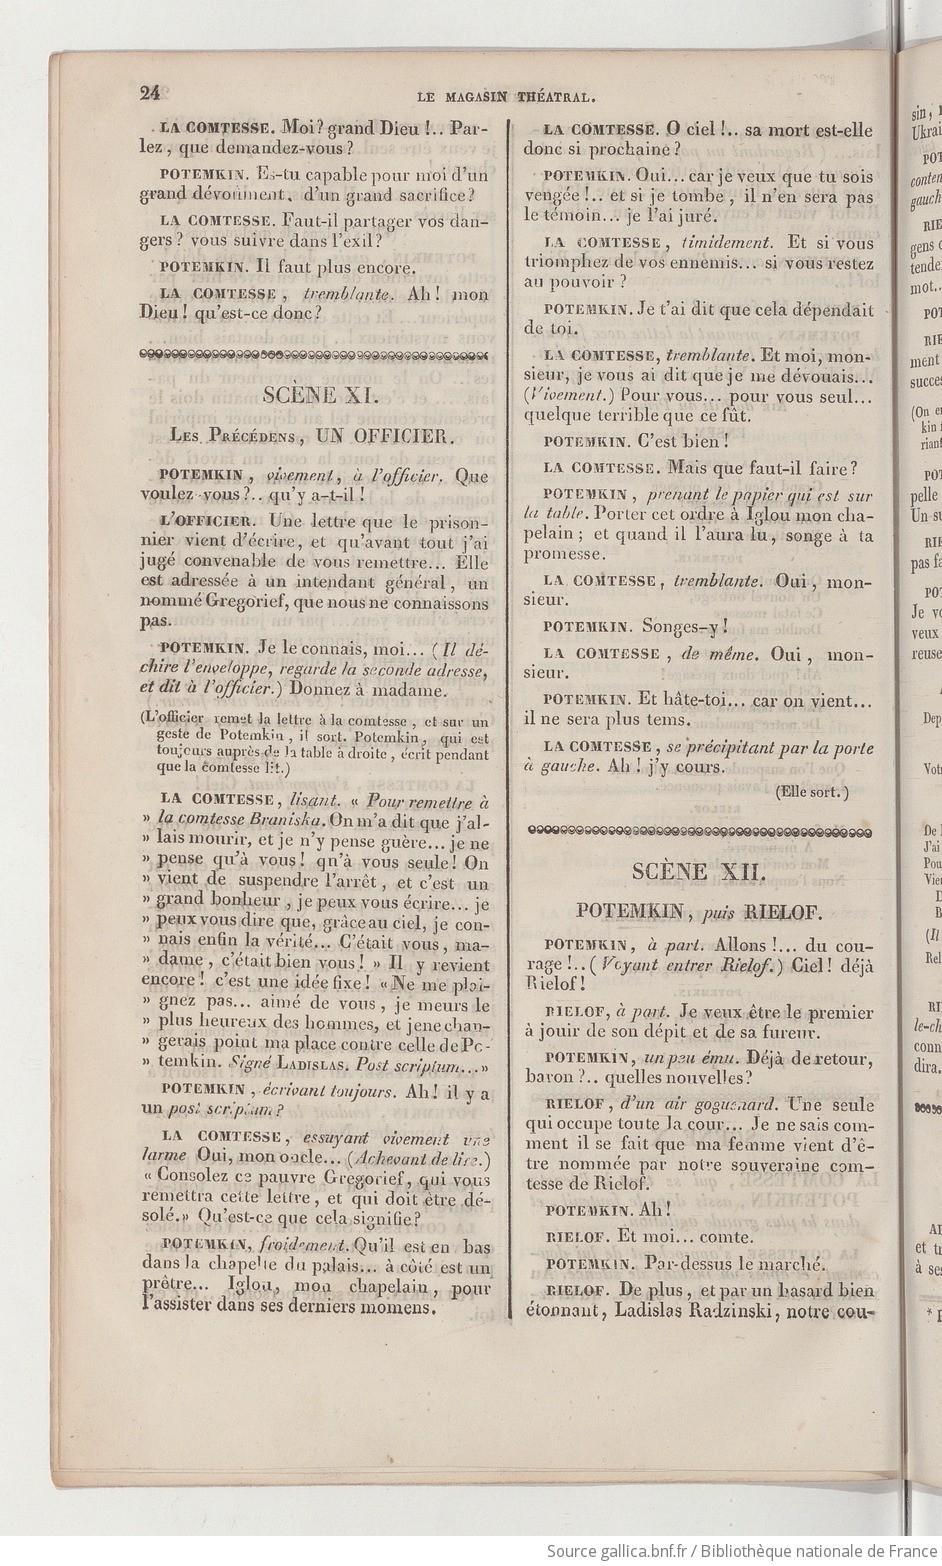 24
LE MAGASIN THÉATRAL.
LA COMTESSE. Moi? grand Dieu !.. Par-
lez, que demandez-vous ?
POTEMKIN. Es-tu capable pour moi d'un
grand dévoûment, d'un grand sacrifice?
LA COMTESSE. Faut-il partager vos dan-
gers ? vous suivre dans l'exil?
POTEMKIN. Il faut plus encore.
LA COMTESSE, tremblante. Ah! mon
Dieu! qu'est-ce donc?
SCÈNE XI.
LES PRÉCÉDENS, UN OFFICIER.
POTEMKIN, vivement, à l'officier. Que
voulez-vous ?.. qu'y a-t-il !
L'OFFICIER. Une lettre que le prison-
nier vient d'écrire, et qu'avant tout j'ai
jugé convenable de vous remettre... Elle
est adressée à un intendant général, un
nommé Gregorief, que nous ne connaissons
pas.
POTEMKIN. Je le connais, moi... (Il dé-
chire l'enveloppe, regarde la seconde adresse,
et dit à l'officier.) Donnez à madame.
(L'officier remet la lettre à la comtesse, et sur un
geste de Potemkin, il sort. Potemkin, qui est
toujours auprès de la table à droite, écrit pendant
que la comtesse lit.)
LA COMTESSE, lisant. « Pour remettre à
» la comtesse Braniska. On m'a dit que j'al-
» lais mourir, et je n'y pense guère... je ne
» pense qu'à vous! qu'à vous seule! On
» vient de suspendre l'arrêt, et c'est un
» grand bonheur, je peux vous écrire... je
» peux vous dire que, grâce au ciel, je con-
» nais enfin la vérité... C'était vous, ma-
» dame, c'était bien vous! » Il y revient
encore! c'est une idée fixe! « Ne me plai-
» gnez pas... aimé de vous, je meurs le
» plus heureux des hommes, et je ne chan-
» gerais point ma place contre celle de Po-
» temkin. Signé LADISLAS. Post scriptum...»
POTEMKIN, écrivant toujours. Ah! il y a
un post scriptum?
LA COMTESSE, essuyant vivement une
larme Oui, mon oncle... (Achevant de lire.)
« Consolez ce pauvre Gregorief, qui vous
remettra cette lettre, et qui doit être dé-
solé.» Qu'est-ce que cela signifie?
POTEMKIN, froidement. Qu'il est en bas
dans la chapelle du palais... à côté est un
prêtre... Iglou, mon chapelain, pour
l'assister dans ses derniers momens.
LA COMTESSE. O ciel !.. sa mort est-elle
donc si prochaine ?
POTEMKIN. Oui... car je veux que tu sois
vengée !.. et si je tombe, il n'en sera pas
le témoin... je l'ai juré.
LA COMTESSE, timidement. Et si vous
triomphez de vos ennemis... si vous restez
au pouvoir ?
POTEMKIN. Je t'ai dit que cela dépendait
de toi.
LA COMTESSE, tremblante. Et moi, mon-
sieur, je vous ai dit que je me dévouais...
(Vivement.) Pour vous... pour vous seul...
quelque terrible que ce fût.
POTEMKIN. C'est bien !
LA COMTESSE. Mais que faut-il faire?
POTEMKIN, prenant le papier qui est sur
la table. Porter cet ordre à Iglou mon cha-
pelain ; et quand il l'aura lu, songe à ta
promesse.
LA COMTESSE, tremblante. Oui, mon-
sieur.
POTEMKIN. Songes-y !
LA COMTESSE, de même. Oui, mon-
sieur.
POTEMKIN. Et hâte-toi... car on vient...
il ne sera plus tems.
LA COMTESSE, se précipitant par la porte
à gauche. Ah ! j'y cours.
(Elle sort.)
SCÈNE XII.
POTEMKIN, puis RIELOF.
POTEMKIN, à part. Allons !... du cou-
rage !.. (Voyant entrer Rielof.) Ciel! déjà
Rielof!
RIELOF, à part. Je veux être le premier
à jouir de son dépit et de sa fureur.
POTEMKIN, un peu ému. Déjà de retour,
baron ?.. quelles nouvelles?
RIELOF, d'un air goguenard. Une seule
qui occupe toute la cour... Je ne sais com-
ment il se fait que ma femme vient d'ê-
tre nommée par notre souveraine com-
tesse de Rielof.
POTEMKIN. Ah!
RIELOF. Et moi... comte.
POTEMKIN. Par-dessus le marché.
RIELOF. De plus, et par un hasard bien
étonnant, Ladislas Radzinski, notre cou-
Source gallica.bnf.fr / Bibliothèque nationale de France